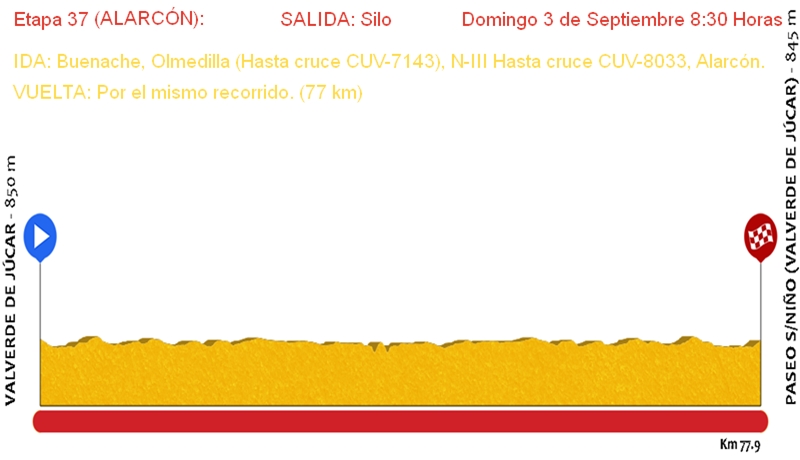 Etapa 37 (ALARCÓN): SALIDA: Silo Domingo 3 de Septiembre 8:30 Horas
IDA: Buenache, Olmedilla (Hasta cruce CUV-7143), N-III Hasta cruce CUV-8033, Alarcón.
VUELTA: Por el mismo recorrido. (77 km)
VALVERDE DE JÚCAR - 850 m
PASEO S/NIÑO (VALVERDE DE JÚCAR) - 845 m
Km 77.9